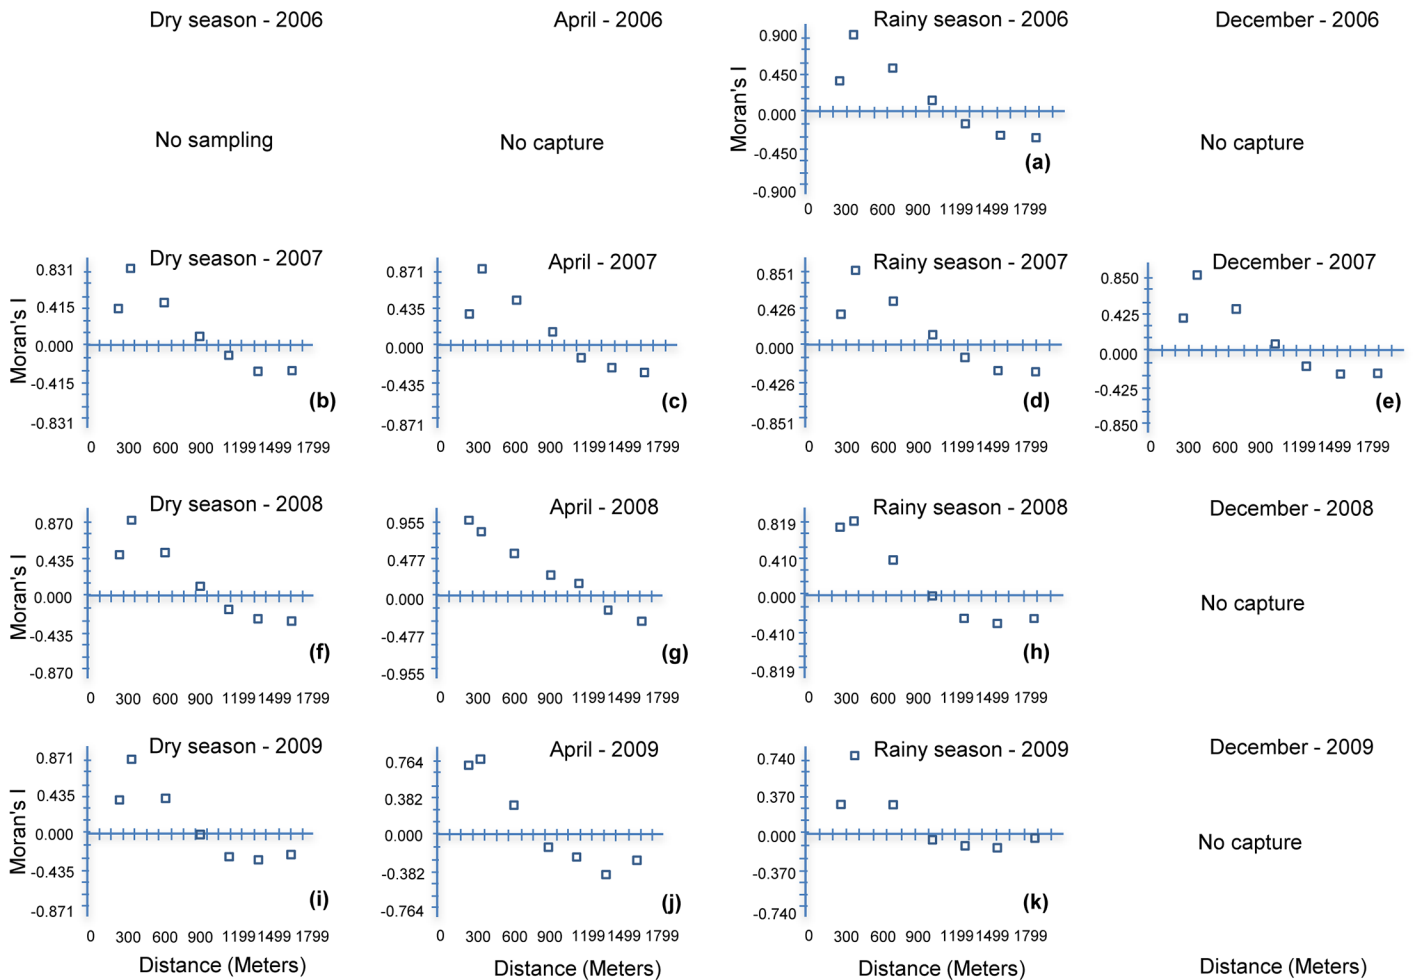 Dry season - 2006
April - 2006
Rainy season - 2006
December - 2006
No sampling
No capture
Moran's I
0.900
0.450
0.000
-0.450
-0.900
(a)
0 300 600 900 1199 1499 1799
No capture
Dry season - 2007
Moran's I
0.831
0.415
0.000
-0.415
-0.831
(b)
0 300 600 900 1199 1499 1799
April - 2007
0.871
0.435
0.000
-0.435
-0.871
(c)
0 300 600 900 1199 1499 1799
Rainy season - 2007
0.851
0.426
0.000
-0.426
-0.851
(d)
0 300 600 900 1199 1499 1799
December - 2007
0.850
0.425
0.000
-0.425
-0.850
(e)
0 300 600 900 1199 1499 1799
Dry season - 2008
Moran's I
0.870
0.435
0.000
-0.435
-0.870
(f)
0 300 600 900 1199 1499 1799
April - 2008
0.955
0.477
0.000
-0.477
-0.955
(g)
0 300 600 900 1199 1499 1799
Rainy season - 2008
0.819
0.410
0.000
-0.410
-0.819
(h)
0 300 600 900 1199 1499 1799
December - 2008
No capture
Dry season - 2009
Moran's I
0.871
0.435
0.000
-0.435
-0.871
(i)
0 300 600 900 1199 1499 1799
Distance (Meters)
April - 2009
0.764
0.382
0.000
-0.382
-0.764
(j)
0 300 600 900 1199 1499 1799
Distance (Meters)
Rainy season - 2009
0.740
0.370
0.000
-0.370
-0.740
(k)
0 300 600 900 1199 1499 1799
Distance (Meters)
December - 2009
No capture
Distance (Meters)